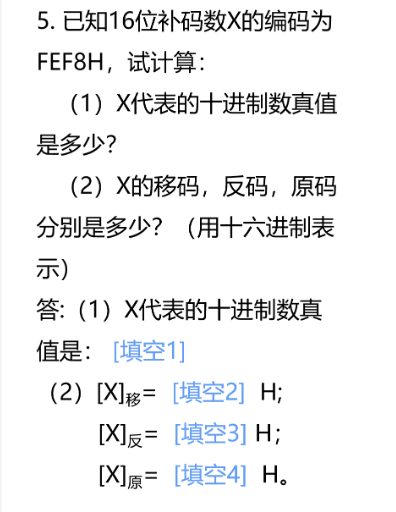 5. 已知16位补码数X的编码为
FEF8H，试计算：
（1）X代表的十进制数真值
是多少？
（2）X的移码，反码，原码
分别是多少？（用十六进制表
示）
答:（1）X代表的十进制数真
值是： [填空1]
（2）[X]移= [填空2] H;
[X]反= [填空3] H；
[X]原= [填空4] H。